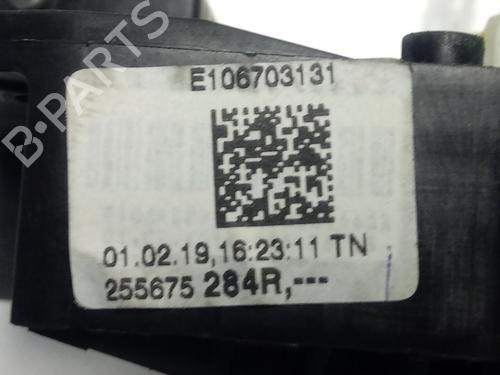 E106703131
01.02.19,16:23:11 TN
255675 284R,---
B-PARTS